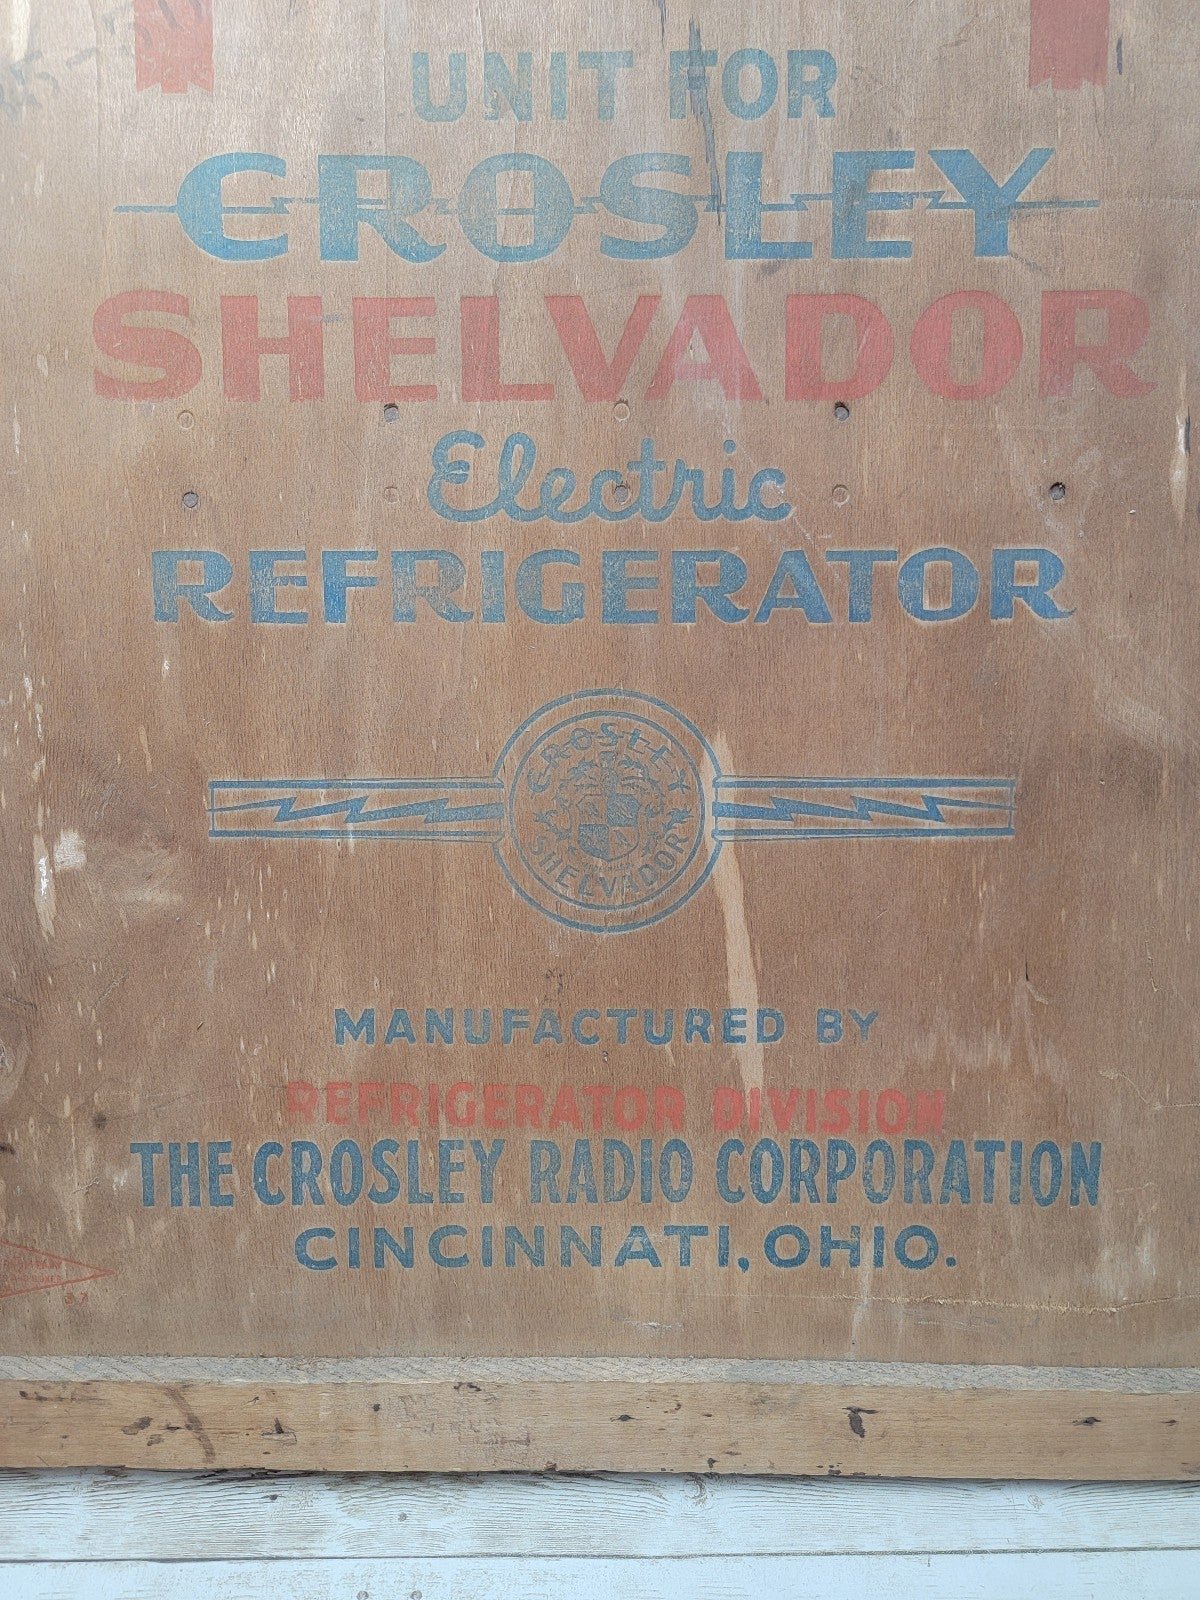 UNIT FOR
CROSLEY
SHELVADOR
Electric
REFRIGERATOR
CROSLEY
SHELVADOR
MANUFACTURED BY
REFRIGERATOR DIVISION
THE CROSLEY RADIO CORPORATION
CINCINNATI, OHIO.